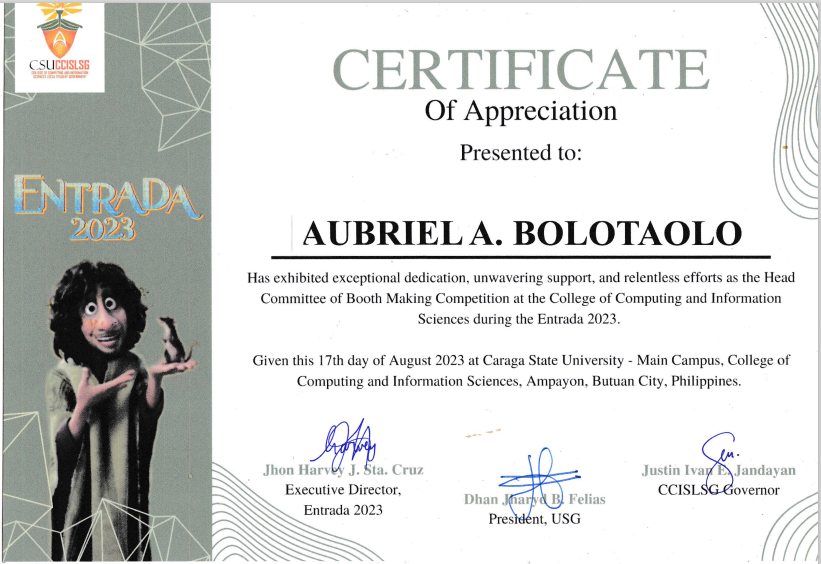 CSUCCISLSG
COLLEGE OF COMPUTING AND INFORMATION
SCIENCES LOCAL STUDENT GOVERNMENT
ENTRADA
2023
CERTIFICATE
Of Appreciation
Presented to:
AUBRIEL A. BOLOTAOLO
Has exhibited exceptional dedication, unwavering support, and relentless efforts as the Head
Committee of Booth Making Competition at the College of Computing and Information
Sciences during the Entrada 2023.
Given this 17th day of August 2023 at Caraga State University - Main Campus, College of
Computing and Information Sciences, Ampayon, Butuan City, Philippines.
Jhon Harvey J. Sta. Cruz
Executive Director,
Entrada 2023
Dhan Jharyd B. Felias
President, USG
Justin Ivan E. Jandayan
CCISLSG Governor